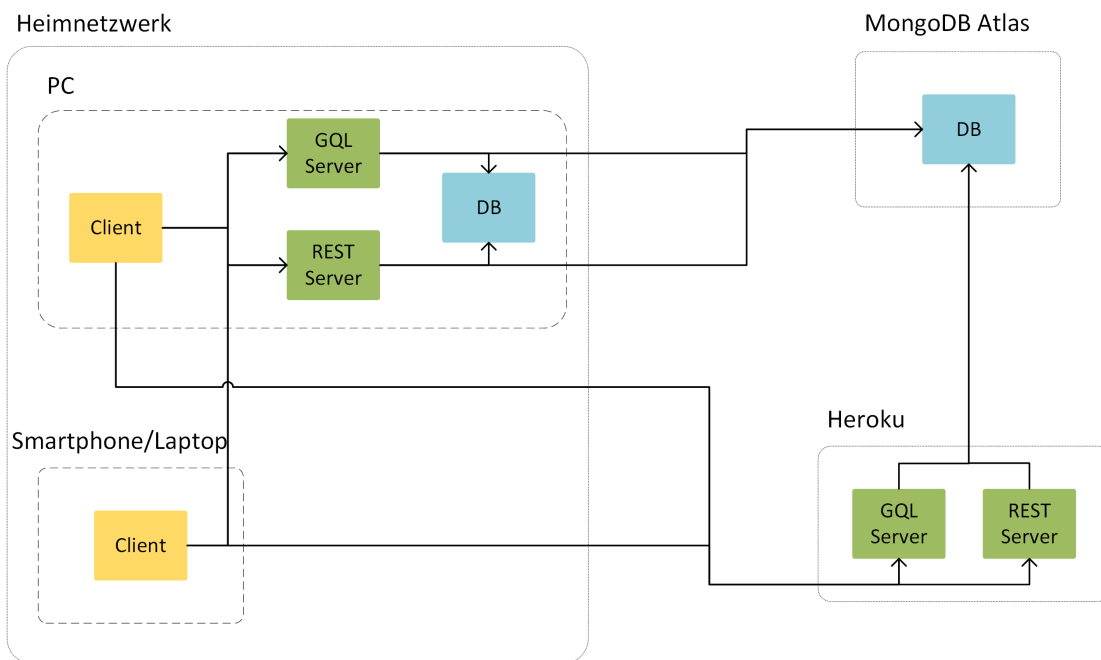 Heimnetzwerk
MongoDB Atlas
PC
GQL
Server
DB
DB
Client
REST
Server
Smartphone/Laptop
Heroku
Client
GQL
Server
REST
Server